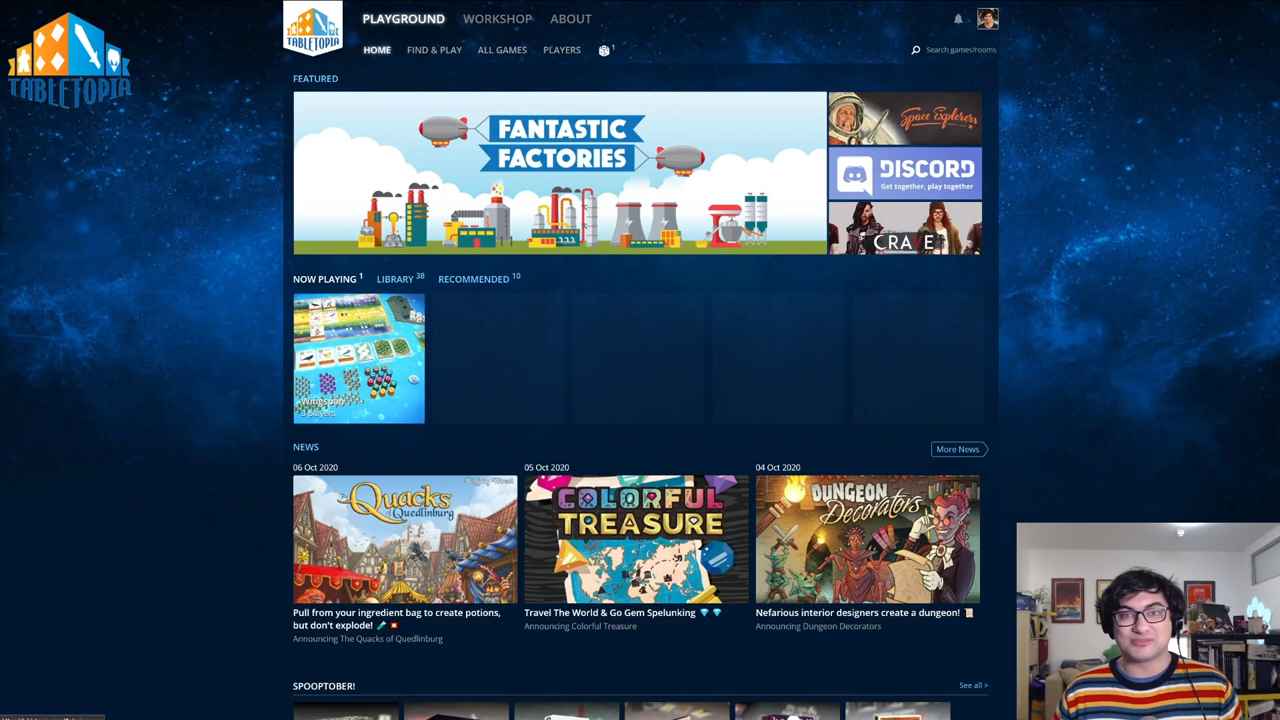 TABLETOPIA
TABLETOPIA
PLAYGROUND
WORKSHOP
ABOUT
HOME
FIND & PLAY
ALL GAMES
PLAYERS
1
Search games/rooms
FEATURED
FANTASTIC
FACTORIES
Space Explorers
DISCORD
Get together, play together
CRAVE
NOW PLAYING 1
LIBRARY 38
RECOMMENDED 10
Wingspan
3 players
NEWS
More News
06 Oct 2020
05 Oct 2020
04 Oct 2020
Quacks
of Quedlinburg
COLORFUL
TREASURE
DUNGEON
Decorators
Pull from your ingredient bag to create potions,
but don't explode! 🧪 💥
Announcing The Quacks of Quedlinburg
Travel The World & Go Gem Spelunking 💎 💎
Announcing Colorful Treasure
Nefarious interior designers create a dungeon! 📜
Announcing Dungeon Decorators
SPOOPTOBER!
See all >